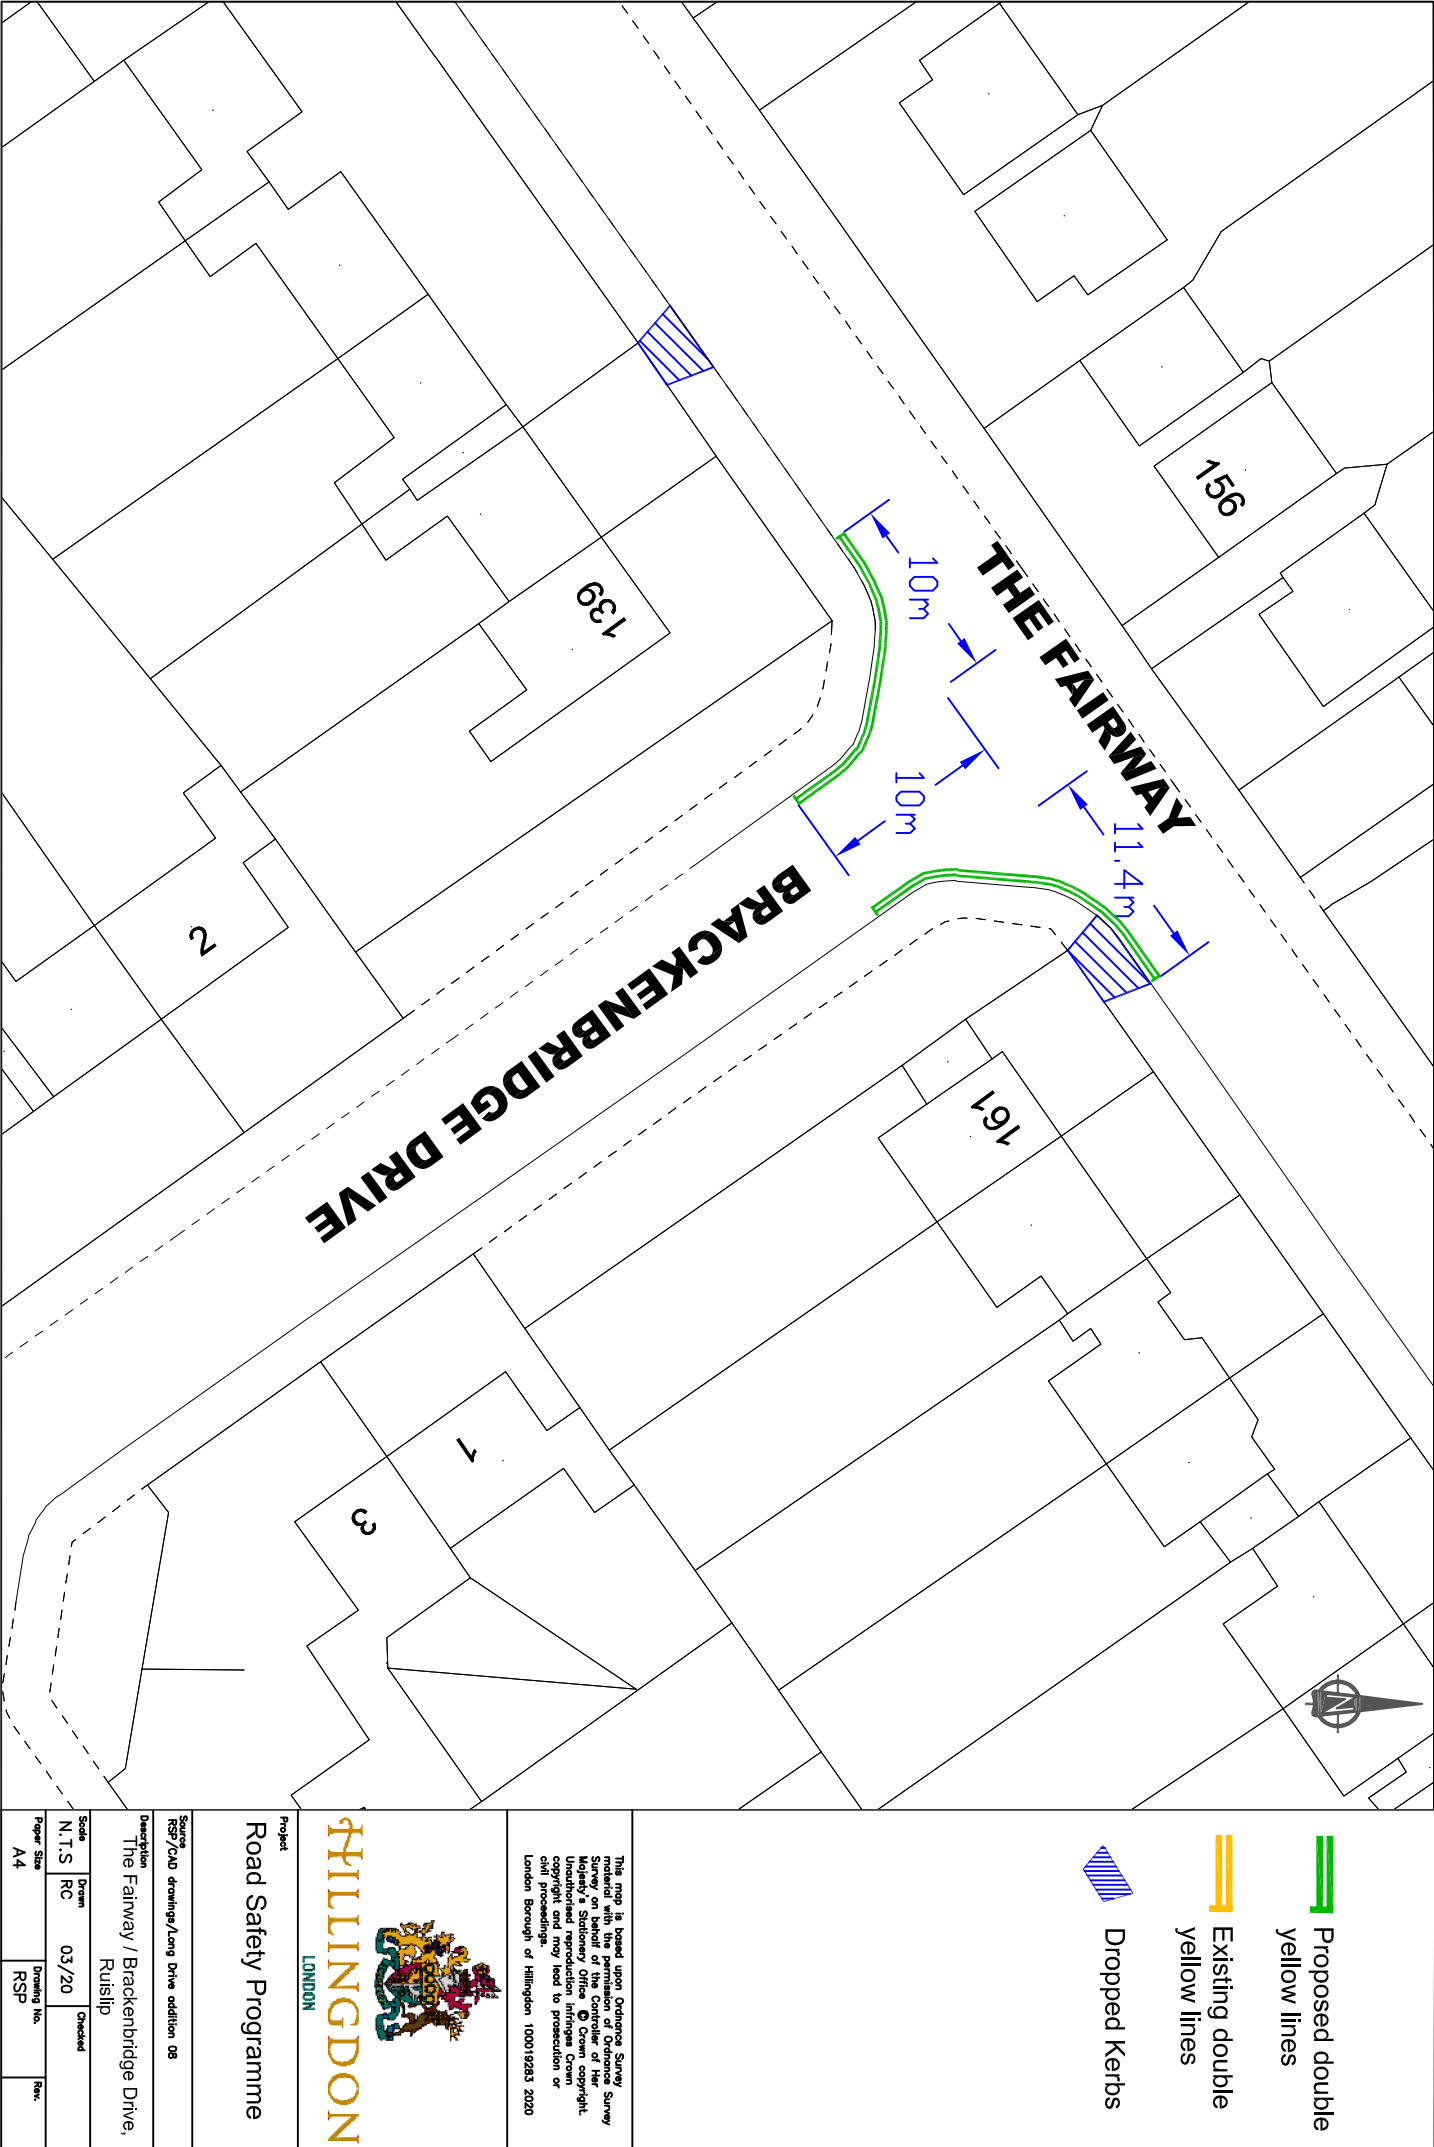 THE FAIRWAY
BRACKENBRIDGE DRIVE
156
139
161
2
1
3
10m
10m
11.4m
N
Proposed double
yellow lines
Existing double
yellow lines
Dropped Kerbs
This map is based upon Ordnance Survey
material with the permission of Ordnance Survey
Survey on behalf of the Controller of Her
Majesty's Stationery Office © Crown copyright.
Unauthorised reproduction infringes Crown
copyright and may lead to prosecution or
civil proceedings.
London Borough of Hillingdon 100019283 2020
HILLINGDON
LONDON
Project
Road Safety Programme
Source
RSP/CAD drawings/Long Drive addition 08
Description
The Fairway / Brackenbridge Drive,
Ruislip
Scale
N.T.S
Drawn
RC 03/20
Checked
Paper Size
A4
Drawing No.
RSP
Rev.